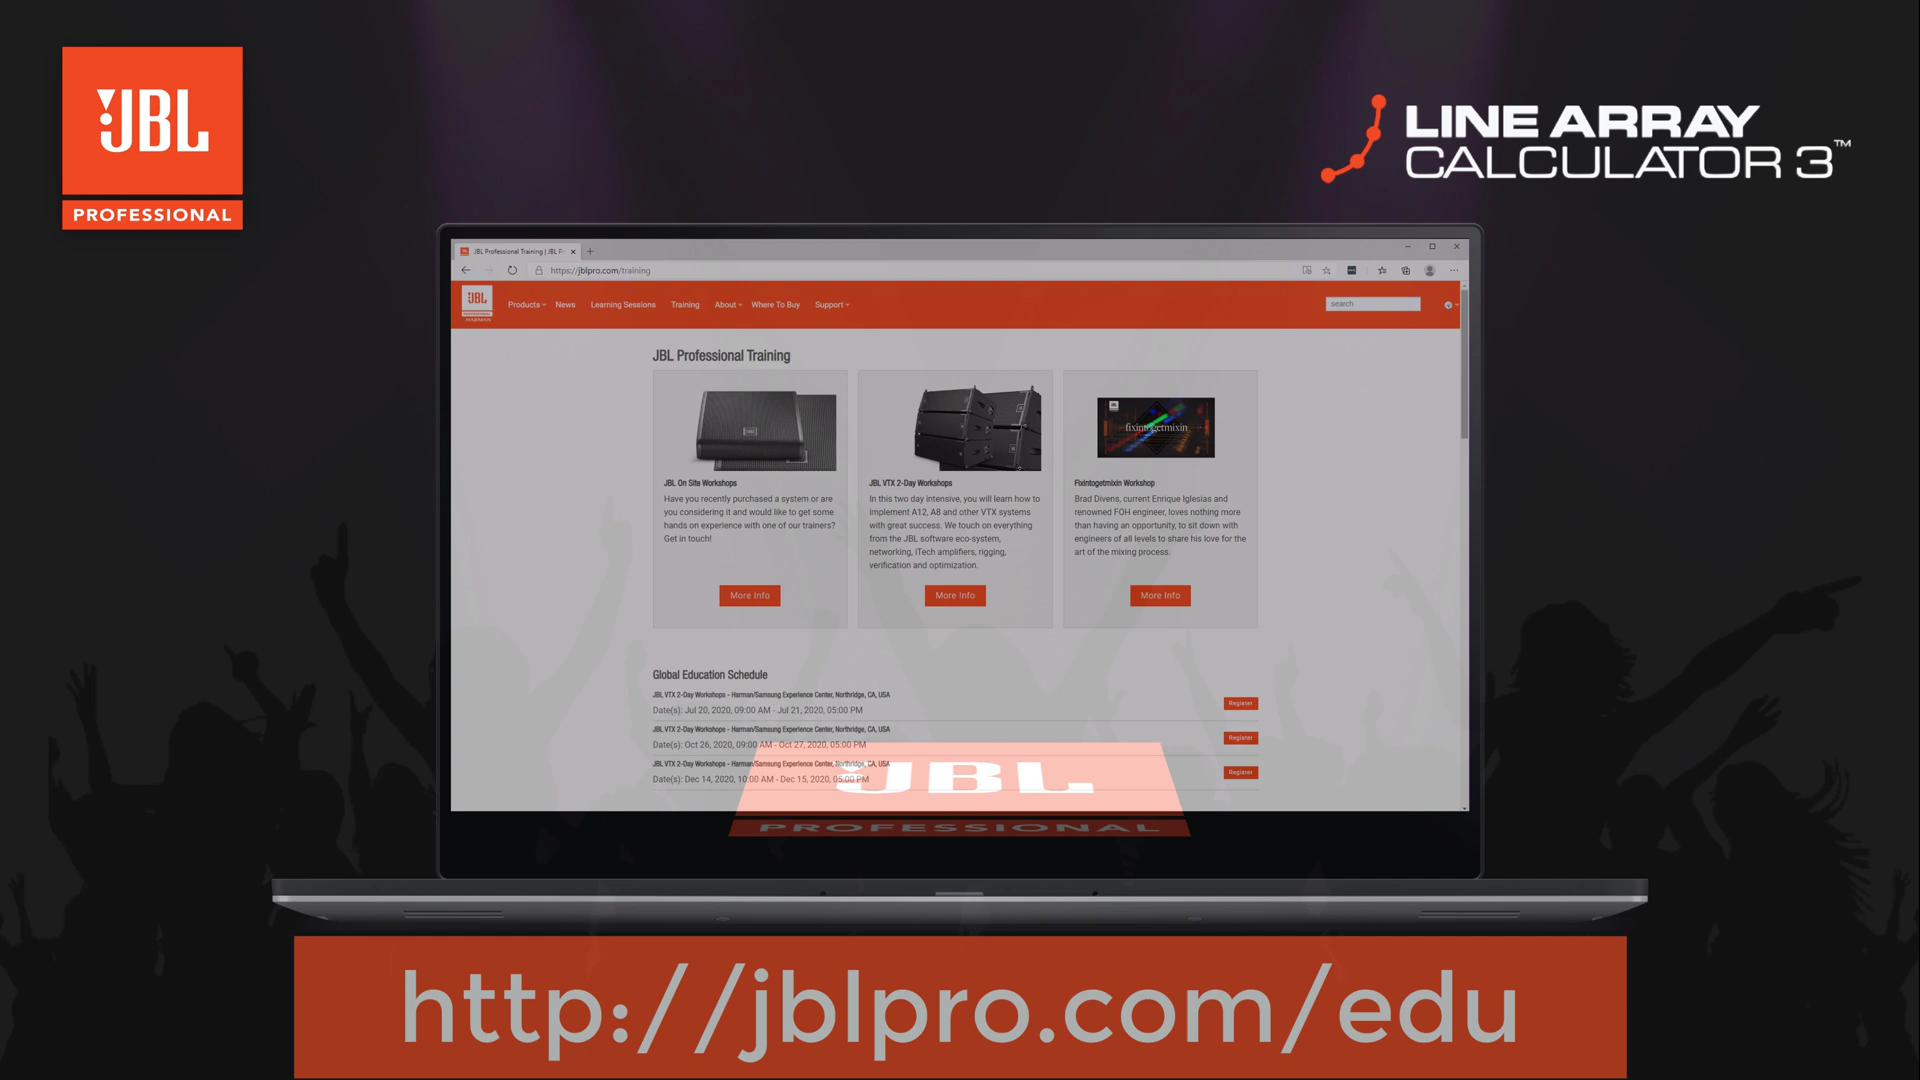 JBL
PROFESSIONAL
LINE ARRAY
CALCULATOR 3™
JBL Professional Training | JBL P
https://jblpro.com/training
JBL
PROFESSIONAL
HARMAN
Products News Learning Sessions Training About Where To Buy Support
search
JBL Professional Training
JBL On Site Workshops
Have you recently purchased a system or are
you considering it and would like to get some
hands on experience with one of our trainers?
Get in touch!
More Info
JBL VTX 2-Day Workshops
In this two day intensive, you will learn how to
implement A12, A8 and other VTX systems
with great success. We touch on everything
from the JBL software eco-system,
networking, iTech amplifiers, rigging,
verification and optimization.
More Info
fixintogetmixin
Fixintogetmixin Workshop
Brad Divens, current Enrique Iglesias and
renowned FOH engineer, loves nothing more
than having an opportunity, to sit down with
engineers of all levels to share his love for the
art of the mixing process.
More Info
Global Education Schedule
JBL VTX 2-Day Workshops - Harman/Samsung Experience Center, Northridge, CA, USA
Date(s): Jul 20, 2020, 09:00 AM - Jul 21, 2020, 05:00 PM
Register
JBL VTX 2-Day Workshops - Harman/Samsung Experience Center, Northridge, CA, USA
Date(s): Oct 26, 2020, 09:00 AM - Oct 27, 2020, 05:00 PM
Register
JBL VTX 2-Day Workshops - Harman/Samsung Experience Center, Northridge, CA, USA
Date(s): Dec 14, 2020, 10:00 AM - Dec 15, 2020, 05:00 PM
Register
JBL
PROFESSIONAL
http://jblpro.com/edu